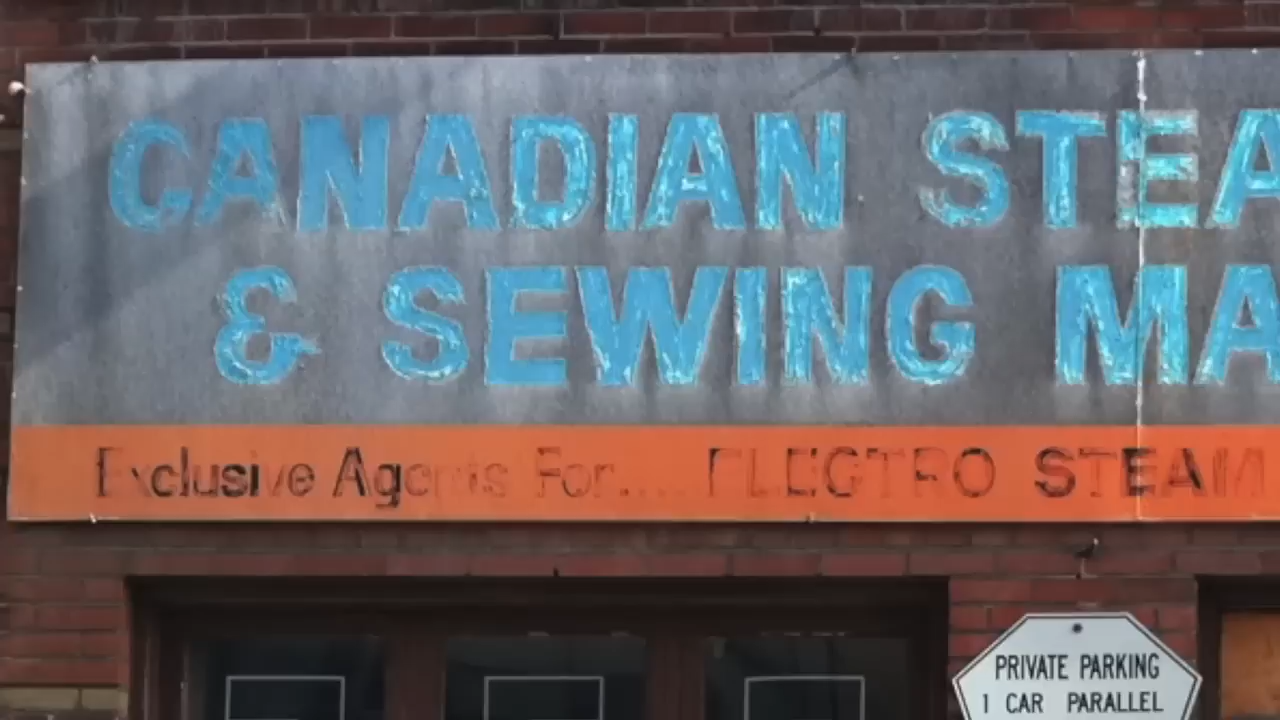 CANADIAN STEA
& SEWING MA
Exclusive Agents For.... ELECTRO STEAM
PRIVATE PARKING
1 CAR PARALLEL